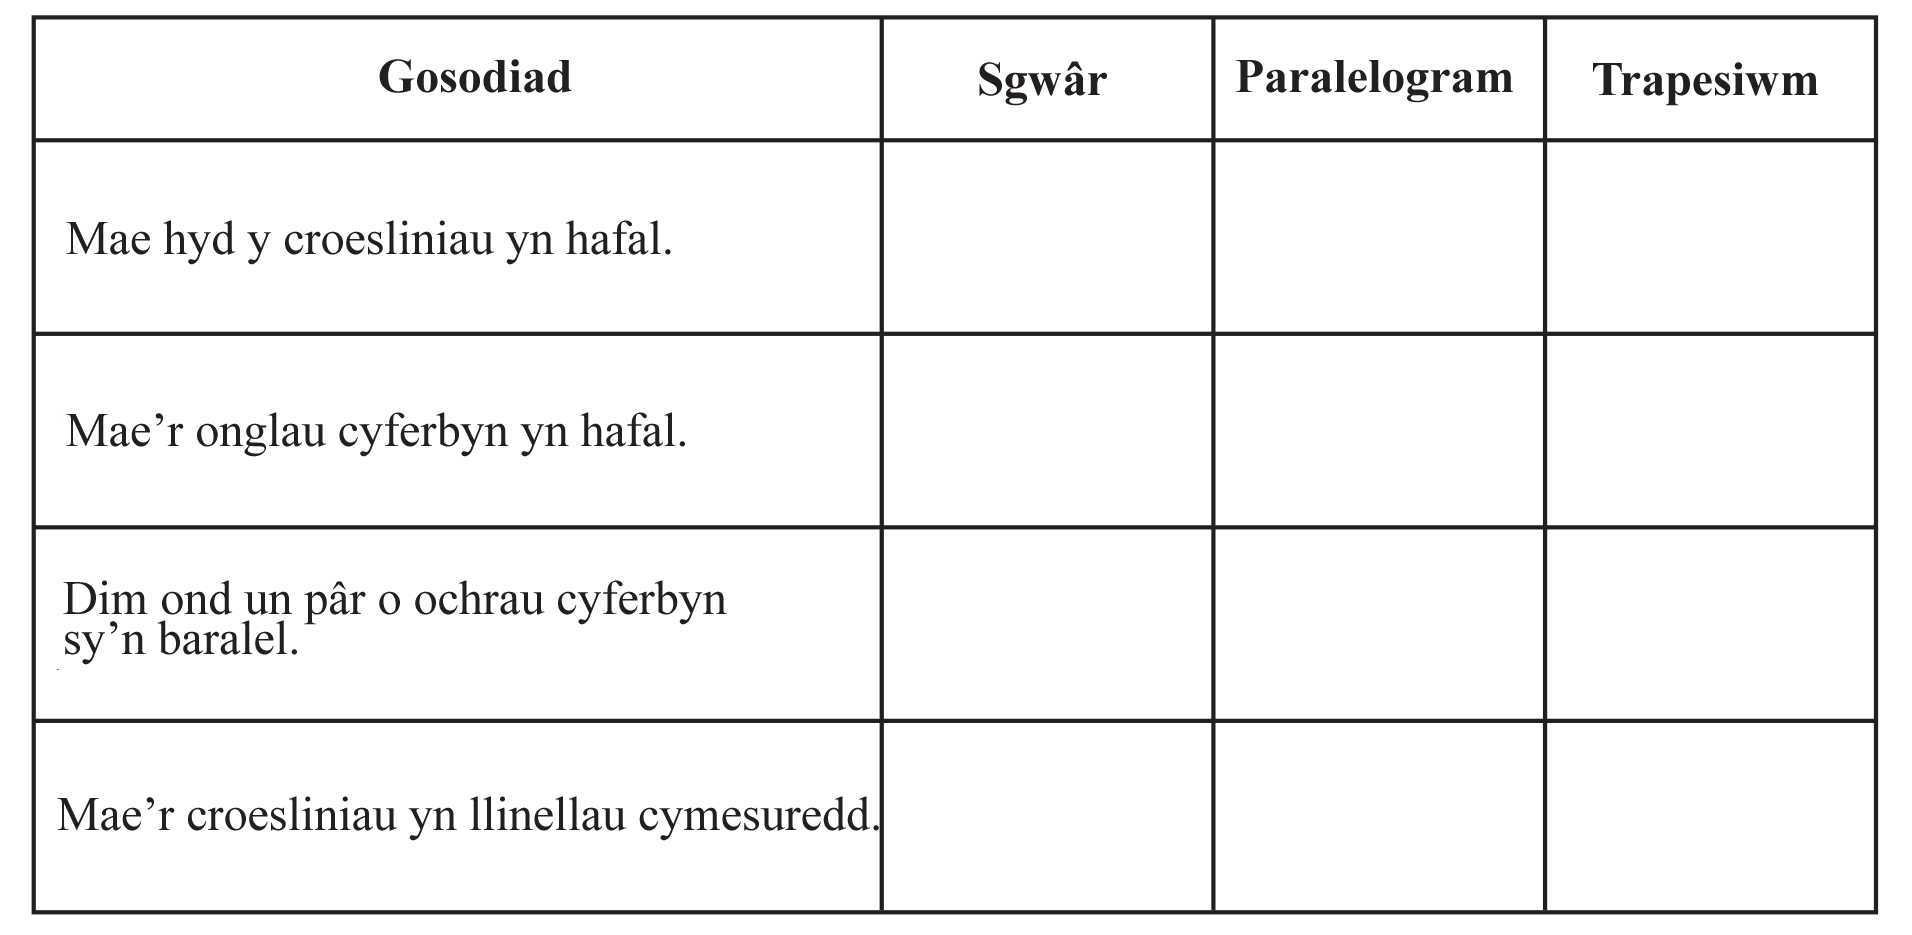 Gosodiad Sgwâr Paralelogram Trapesiwm
Mae hyd y croesliniau yn hafal.
Mae’r onglau cyferbyn yn hafal.
Dim ond un pâr o ochrau cyferbyn
sy’n baralel.
Mae’r croesliniau yn llinellau cymesuredd.